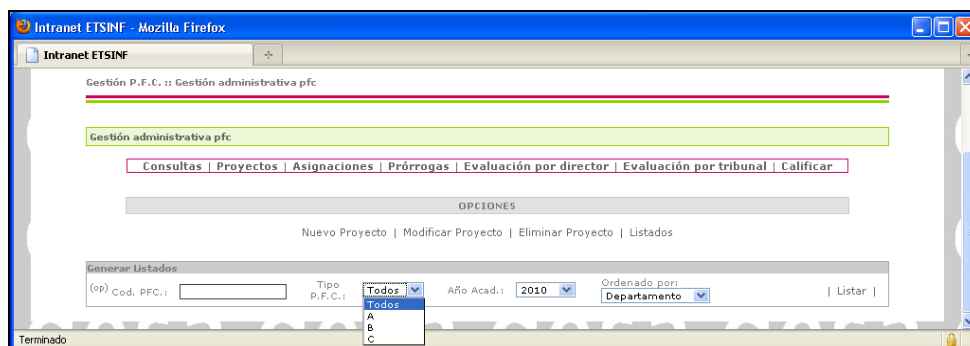 Intranet ETSINF - Mozilla Firefox
Intranet ETSINF
Gestión P.F.C. :: Gestión administrativa pfc
Gestión administrativa pfc
Consultas | Proyectos | Asignaciones | Prórrogas | Evaluación por director | Evaluación por tribunal | Calificar
OPCIONES
Nuevo Proyecto | Modificar Proyecto | Eliminar Proyecto | Listados
Generar Listados
(op) Cod. PFC.: Tipo P.F.C.: Todos Año Acad.: 2010 Ordenado por: Departamento | Listar |
Todos
A
B
C
Terminado